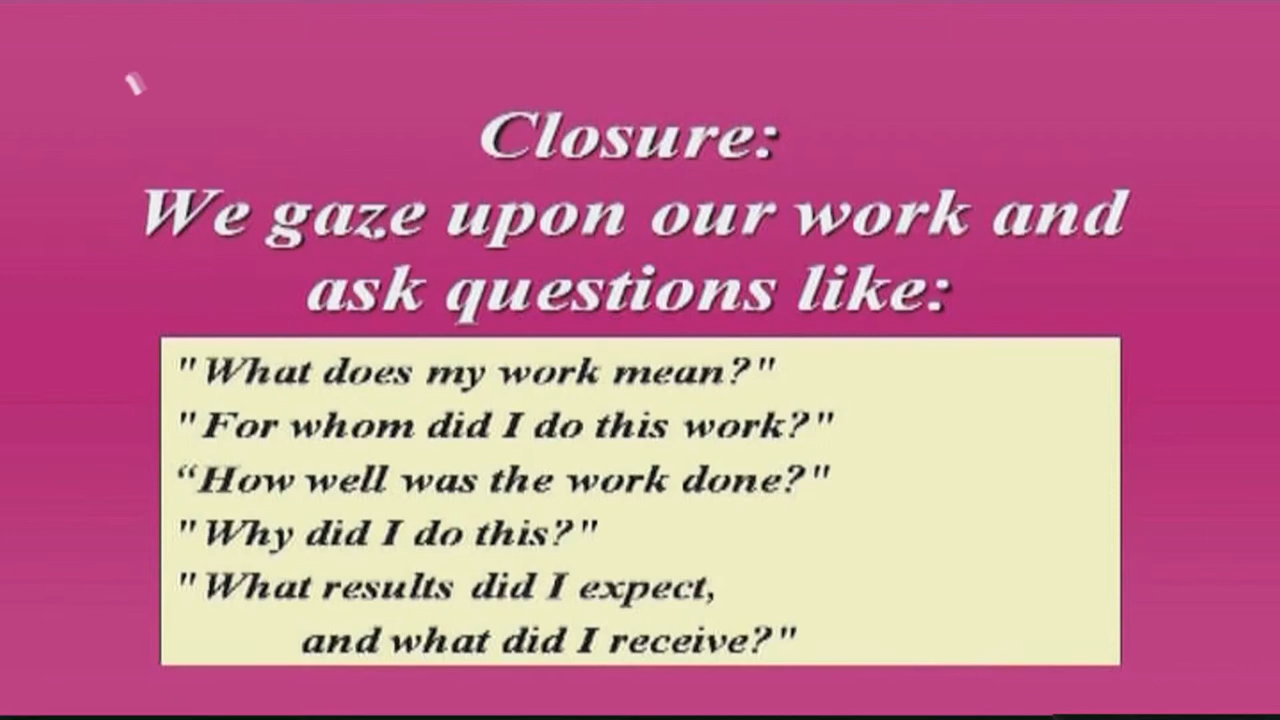 Closure:
We gaze upon our work and
ask questions like:
"What does my work mean?"
"For whom did I do this work?"
“How well was the work done?"
"Why did I do this?"
"What results did I expect,
and what did I receive?"